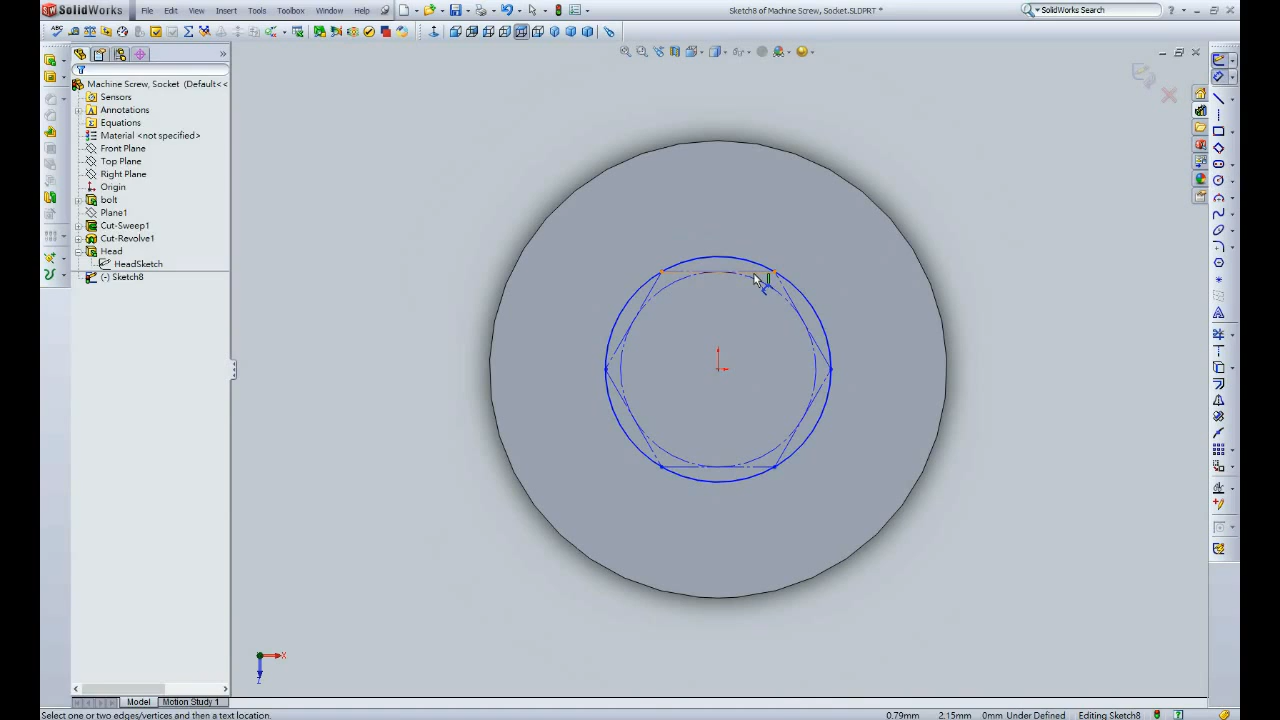 SolidWorks File Edit View Insert Tools Toolbox Window Help Sketch8 of Machine Screw, Socket.SLDPRT * SolidWorks Search
Machine Screw, Socket (Default<<
Sensors
Annotations
Equations
Material <not specified>
Front Plane
Top Plane
Right Plane
Origin
bolt
Plane1
Cut-Sweep1
Cut-Revolve1
Head
HeadSketch
(-) Sketch8
X
Z
Model Motion Study 1
Select one or two edges/vertices and then a text location. 0.79mm 2.15mm 0mm Under Defined Editing Sketch8